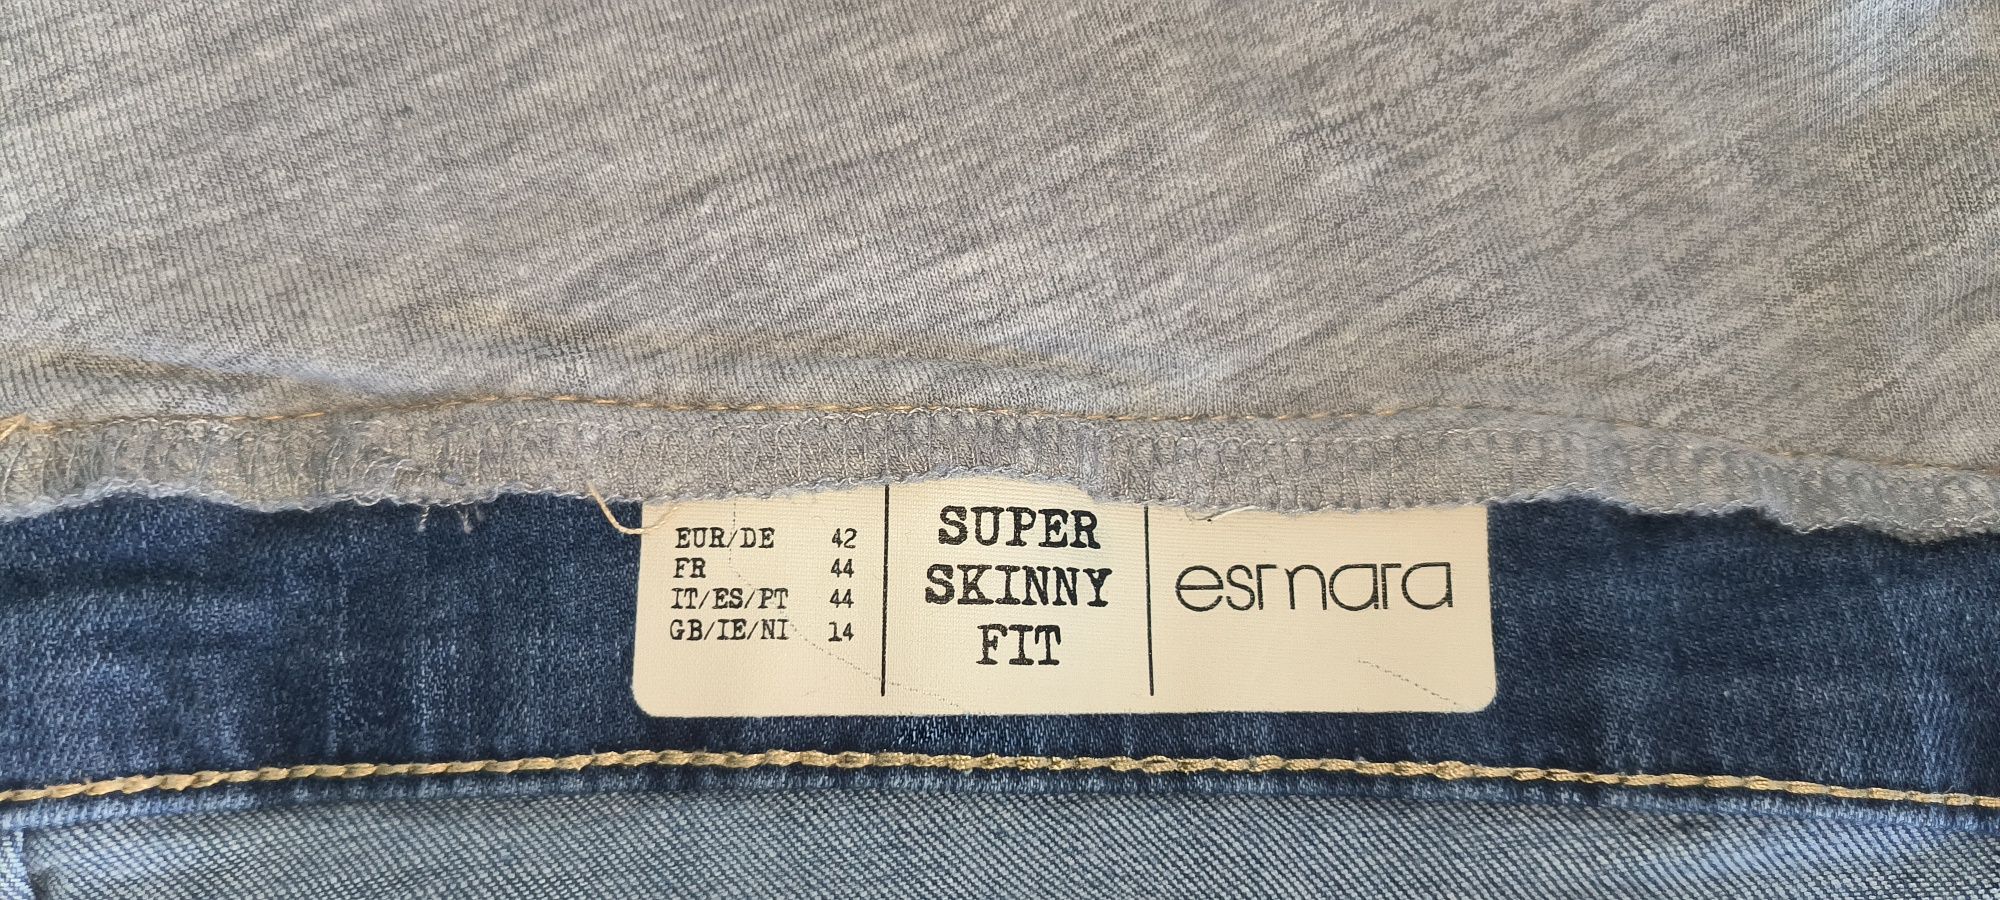 EUR/DE 42
FR 44
IT/ES/PT 44
GB/IE/NI 14
SUPER
SKINNY
FIT
esmara